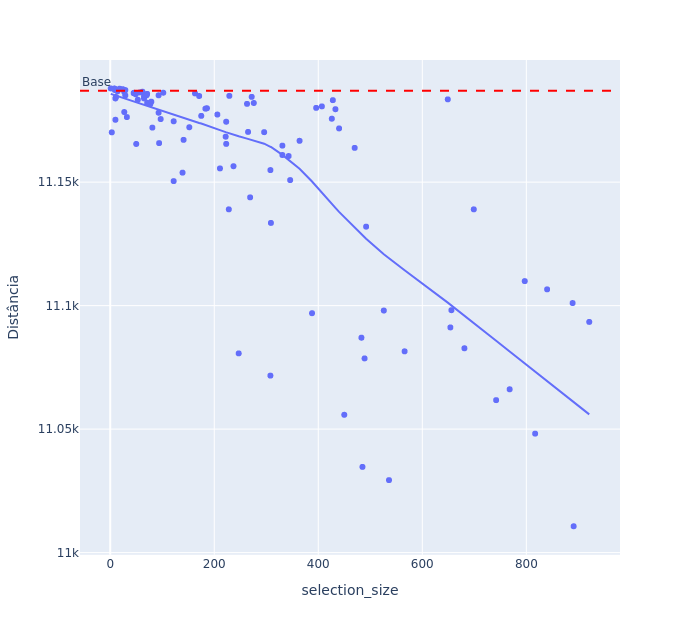 Base
11.15k
11.1k
11.05k
11k
0
200
400
600
800
selection_size
Distância